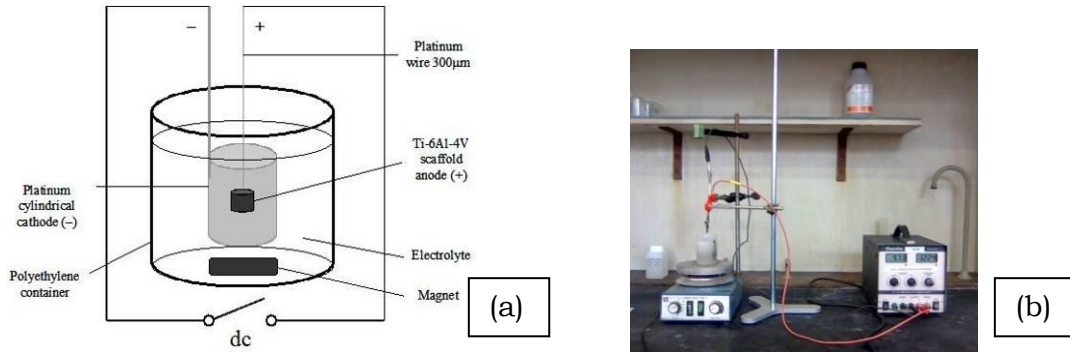 −
+
Platinum
wire 300µm
Ti-6Al-4V
scaffold
anode (+)
Platinum
cylindrical
cathode (−)
Electrolyte
Polyethylene
container
Magnet
dc
(a)
(b)